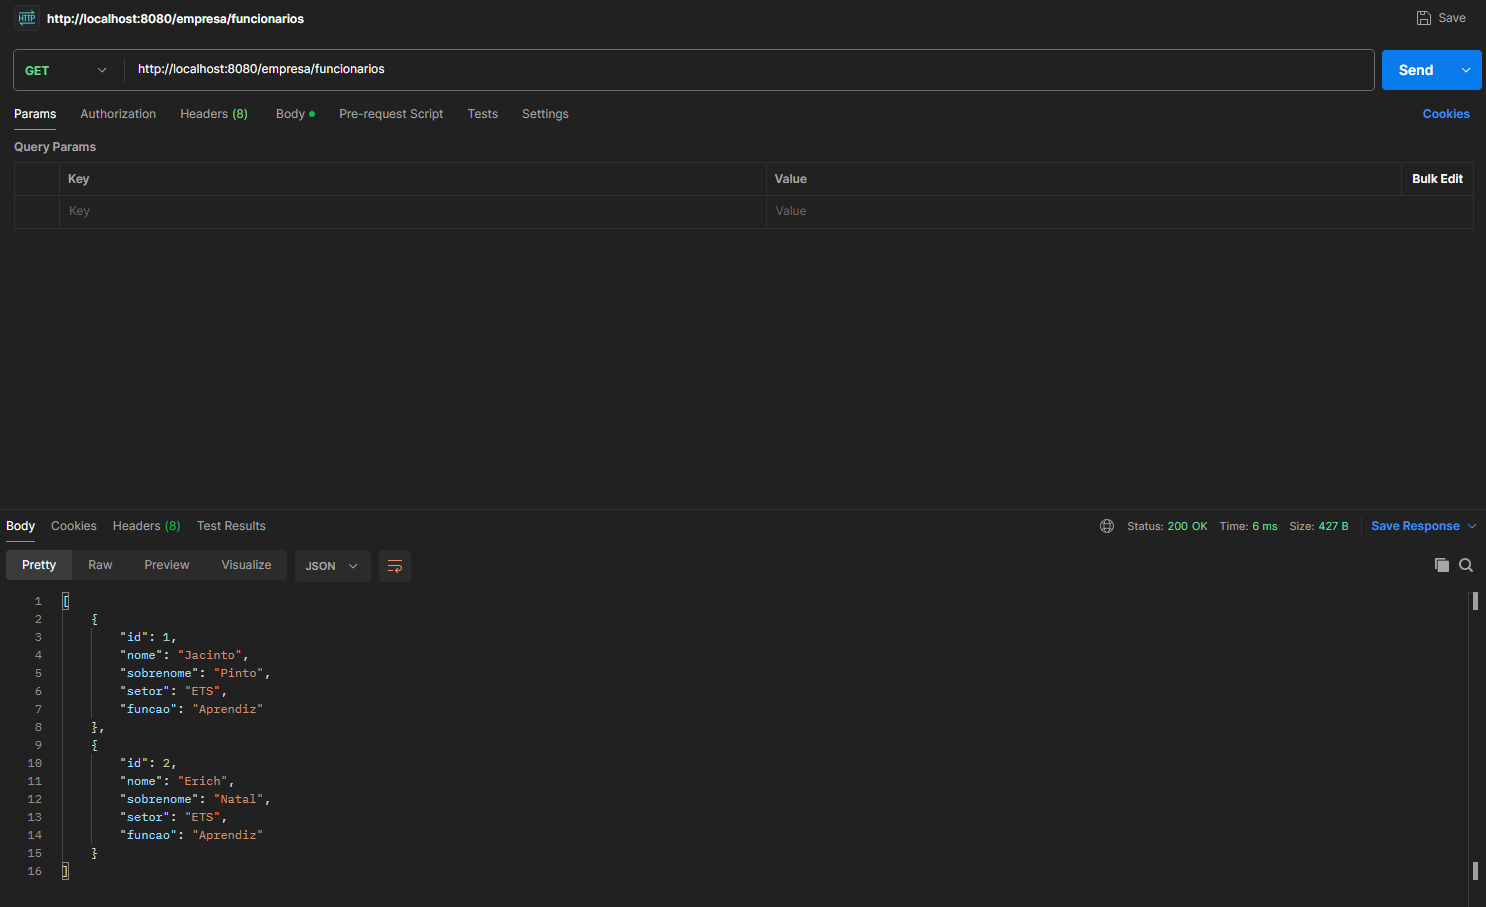 HTTP http://localhost:8080/empresa/funcionarios Save
GET http://localhost:8080/empresa/funcionarios Send
Params Authorization Headers (8) Body Pre-request Script Tests Settings Cookies
Query Params
Key Value Bulk Edit
Key Value
Body Cookies Headers (8) Test Results Status: 200 OK Time: 6 ms Size: 427 B Save Response
Pretty Raw Preview Visualize JSON
1 [
2 {
3 "id": 1,
4 "nome": "Jacinto",
5 "sobrenome": "Pinto",
6 "setor": "ETS",
7 "funcao": "Aprendiz"
8 },
9 {
10 "id": 2,
11 "nome": "Erich",
12 "sobrenome": "Natal",
13 "setor": "ETS",
14 "funcao": "Aprendiz"
15 }
16 ]